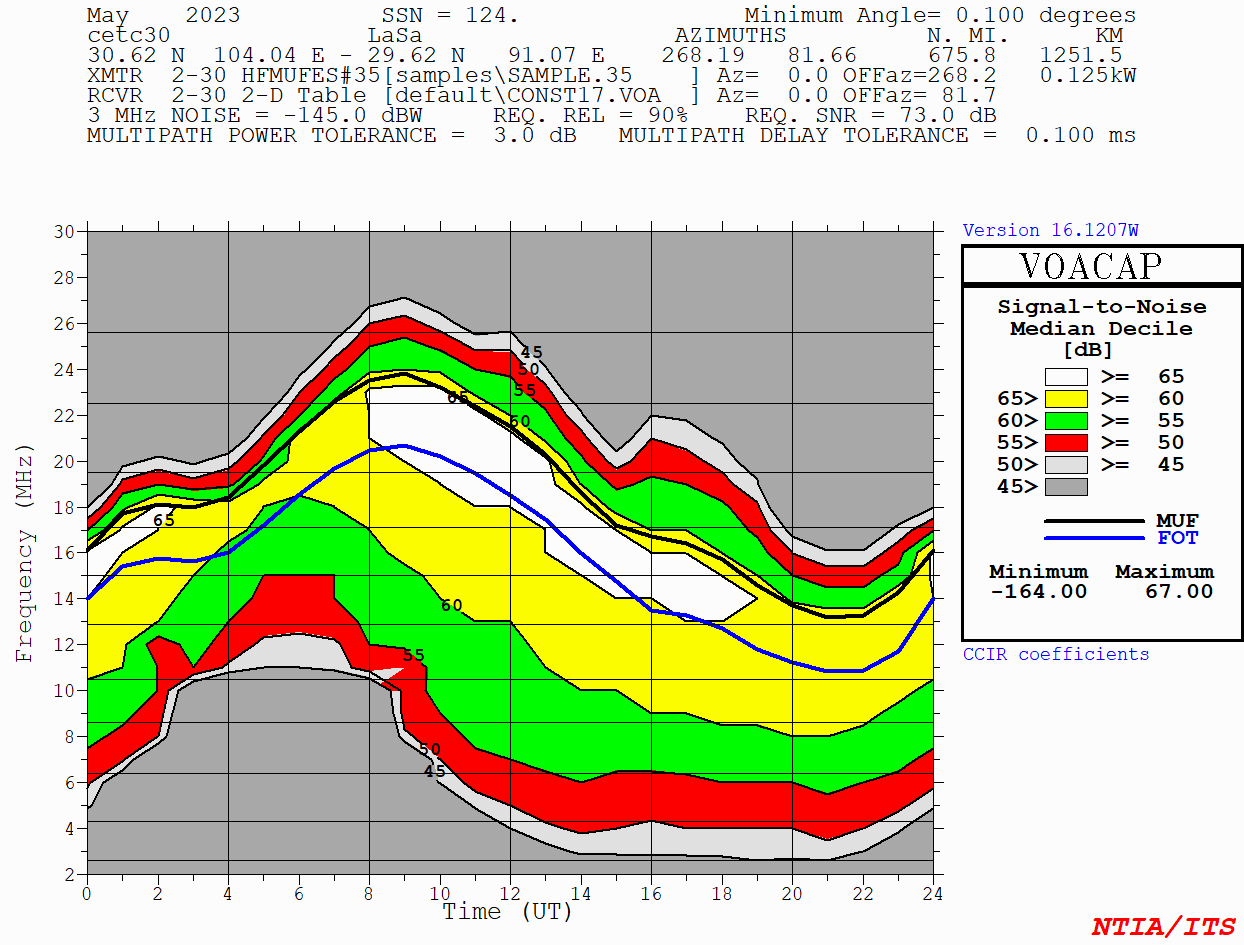 May    2023          SSN = 124.                Minimum Angle= 0.100 degrees
cetc30              LaSa                  AZIMUTHS          N. MI.      KM
30.62 N  104.04 E - 29.62 N   91.07 E    268.19   81.66     675.8   1251.5
XMTR  2-30 HFMUFES#35[samples\SAMPLE.35    ] Az=  0.0 OFFaz=268.2   0.125kW
RCVR  2-30 2-D Table [default\CONST17.VOA  ] Az=  0.0 OFFaz= 81.7
3 MHz NOISE = -145.0 dBW     REQ. REL = 90%    REQ. SNR = 73.0 dB
MULTIPATH POWER TOLERANCE =  3.0 dB   MULTIPATH DELAY TOLERANCE =  0.100 ms
Version 16.1207W
VOACAP
Signal-to-Noise
Median Decile
[dB]
>= 65
65> >= 60
60> >= 55
55> >= 50
50> >= 45
45>
MUF
FOT
Minimum Maximum
-164.00 67.00
CCIR coefficients
Frequency (MHz)
30
28
26
24
22
20
18
16
14
12
10
8
6
4
2
45
50
55
65
60
65
60
55
50
45
0 2 4 6 8 10 12 14 16 18 20 22 24
Time (UT)
NTIA/ITS